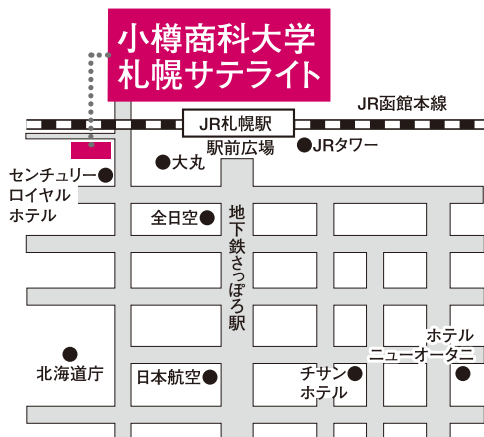 小樽商科大学
札幌サテライト
JR函館本線
JR札幌駅
駅前広場
JRタワー
大丸
センチュリー
ロイヤル
ホテル
全日空
地下鉄さっぽろ駅
ホテル
ニューオータニ
北海道庁
日本航空
チサン
ホテル